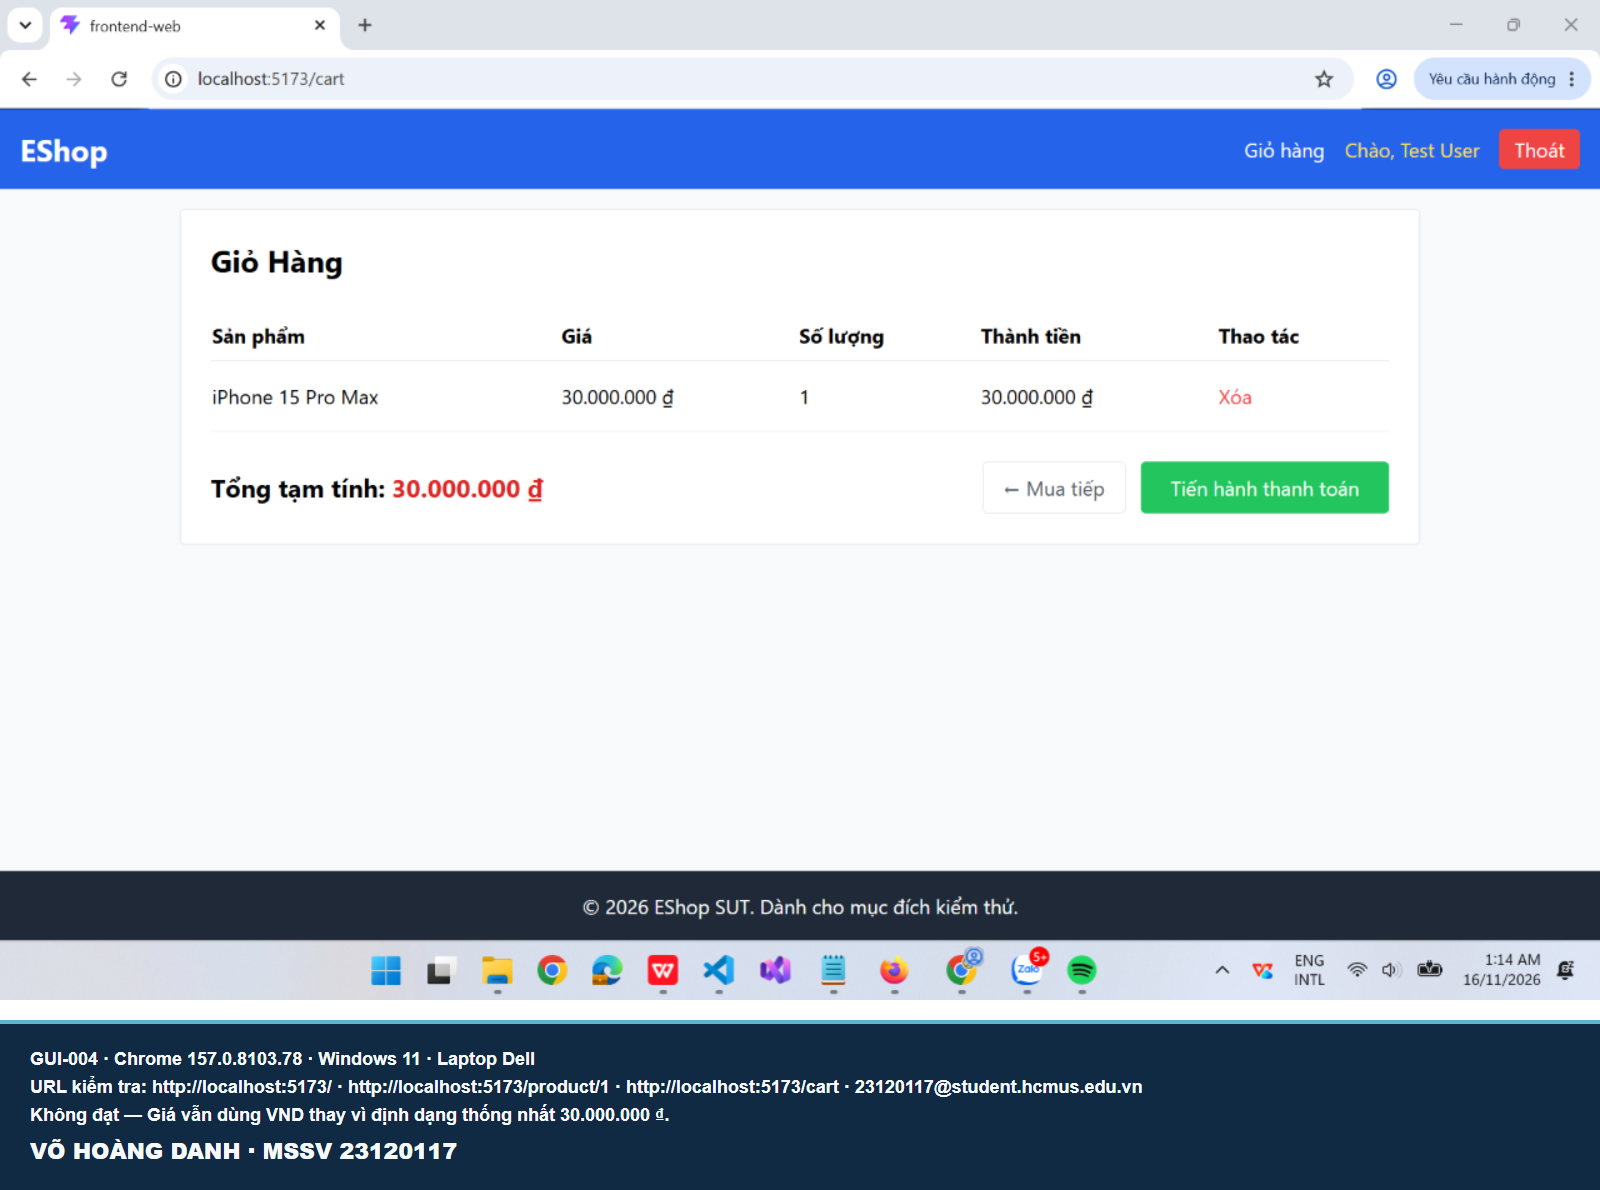 frontend-web
localhost:5173/cart
Yêu cầu hành động
EShop
Giỏ hàng
Chào, Test User
Thoát
Giỏ Hàng
Sản phẩm Giá Số lượng Thành tiền Thao tác
iPhone 15 Pro Max 30.000.000 ₫ 1 30.000.000 ₫ Xóa
Tổng tạm tính: 30.000.000 ₫
← Mua tiếp
Tiến hành thanh toán
© 2026 EShop SUT. Dành cho mục đích kiểm thử.
Zalo
5+
ENG
INTL
1:14 AM
16/11/2026
GUI-004 · Chrome 157.0.8103.78 · Windows 11 · Laptop Dell
URL kiểm tra: http://localhost:5173/ · http://localhost:5173/product/1 · http://localhost:5173/cart · 23120117@student.hcmus.edu.vn
Không đạt — Giá vẫn dùng VND thay vì định dạng thống nhất 30.000.000 ₫.
VÕ HOÀNG DANH · MSSV 23120117